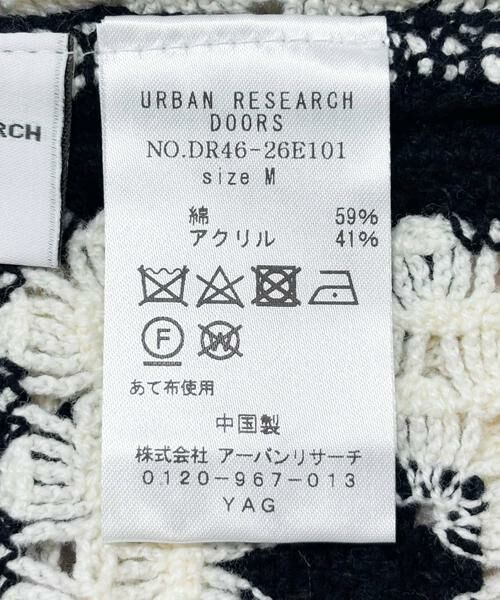 RCH
URBAN RESEARCH
DOORS
NO.DR46-26E101
size M
綿 59%
アクリル 41%
F
W
あて布使用
中国製
株式会社 アーバンリサーチ
0120-967-013
YAG